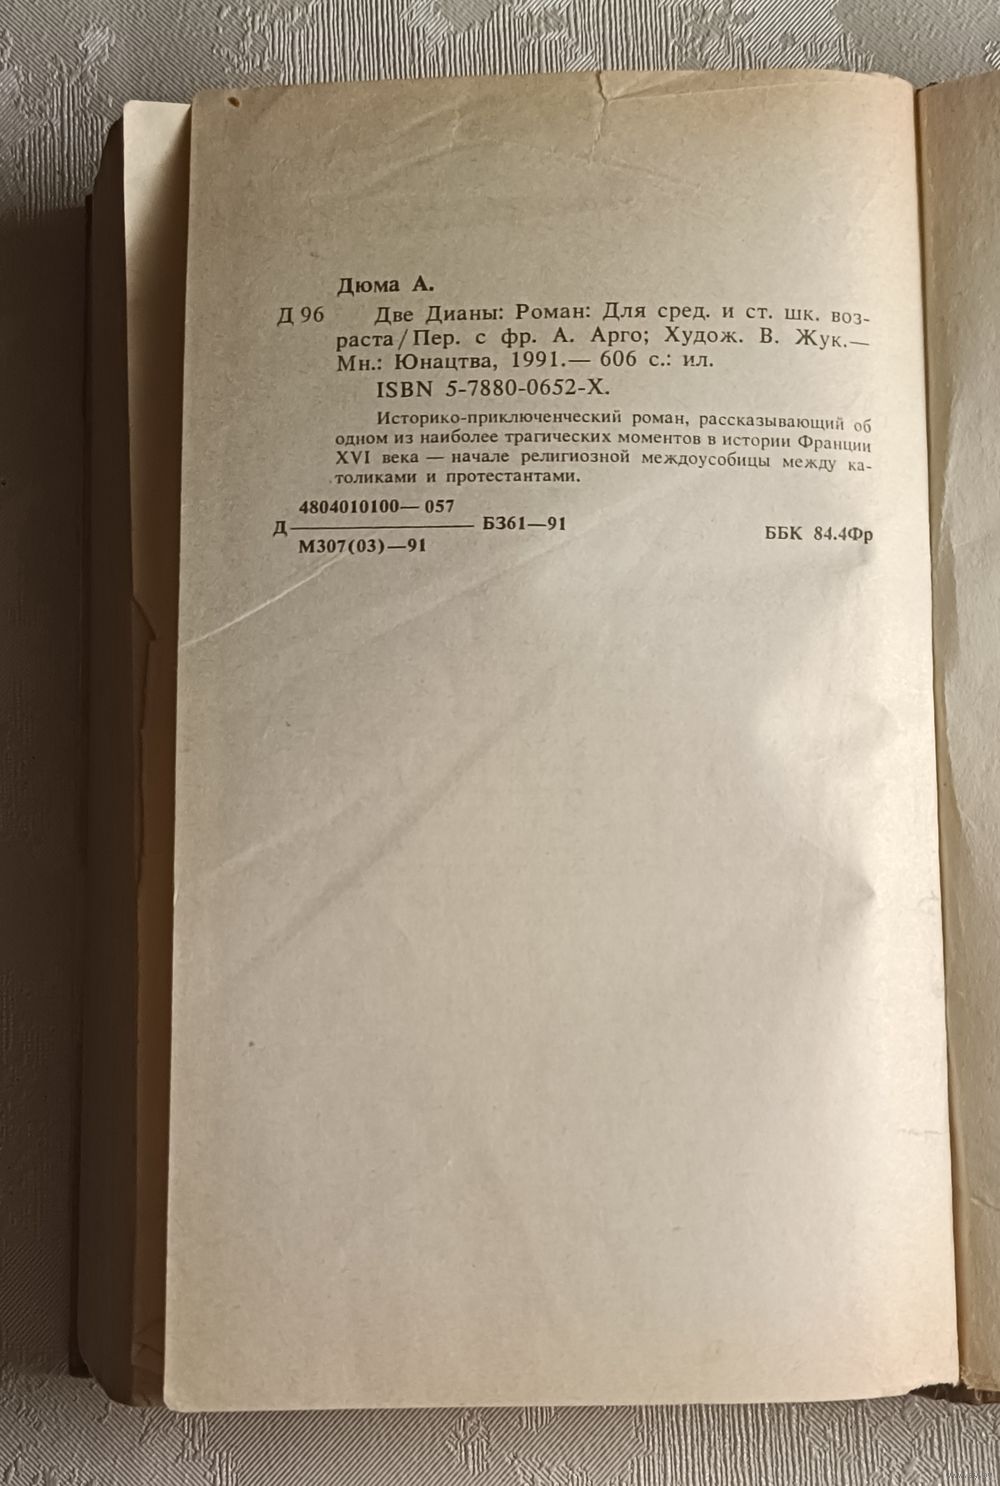 Дюма А.
Д 96 Две Дианы: Роман: Для сред. и ст. шк. воз-
раста/Пер. с фр. А. Арго; Худож. В. Жук.—
Мн.: Юнацтва, 1991.— 606 с.: ил.
ISBN 5-7880-0652-X.
Историко-приключенческий роман, рассказывающий об
одном из наиболее трагических моментов в истории Франции
XVI века — начале религиозной междоусобицы между ка-
толиками и протестантами.
4804010100—057
Д БЗ61—91
М307(03)—91
ББК 84.4Фр